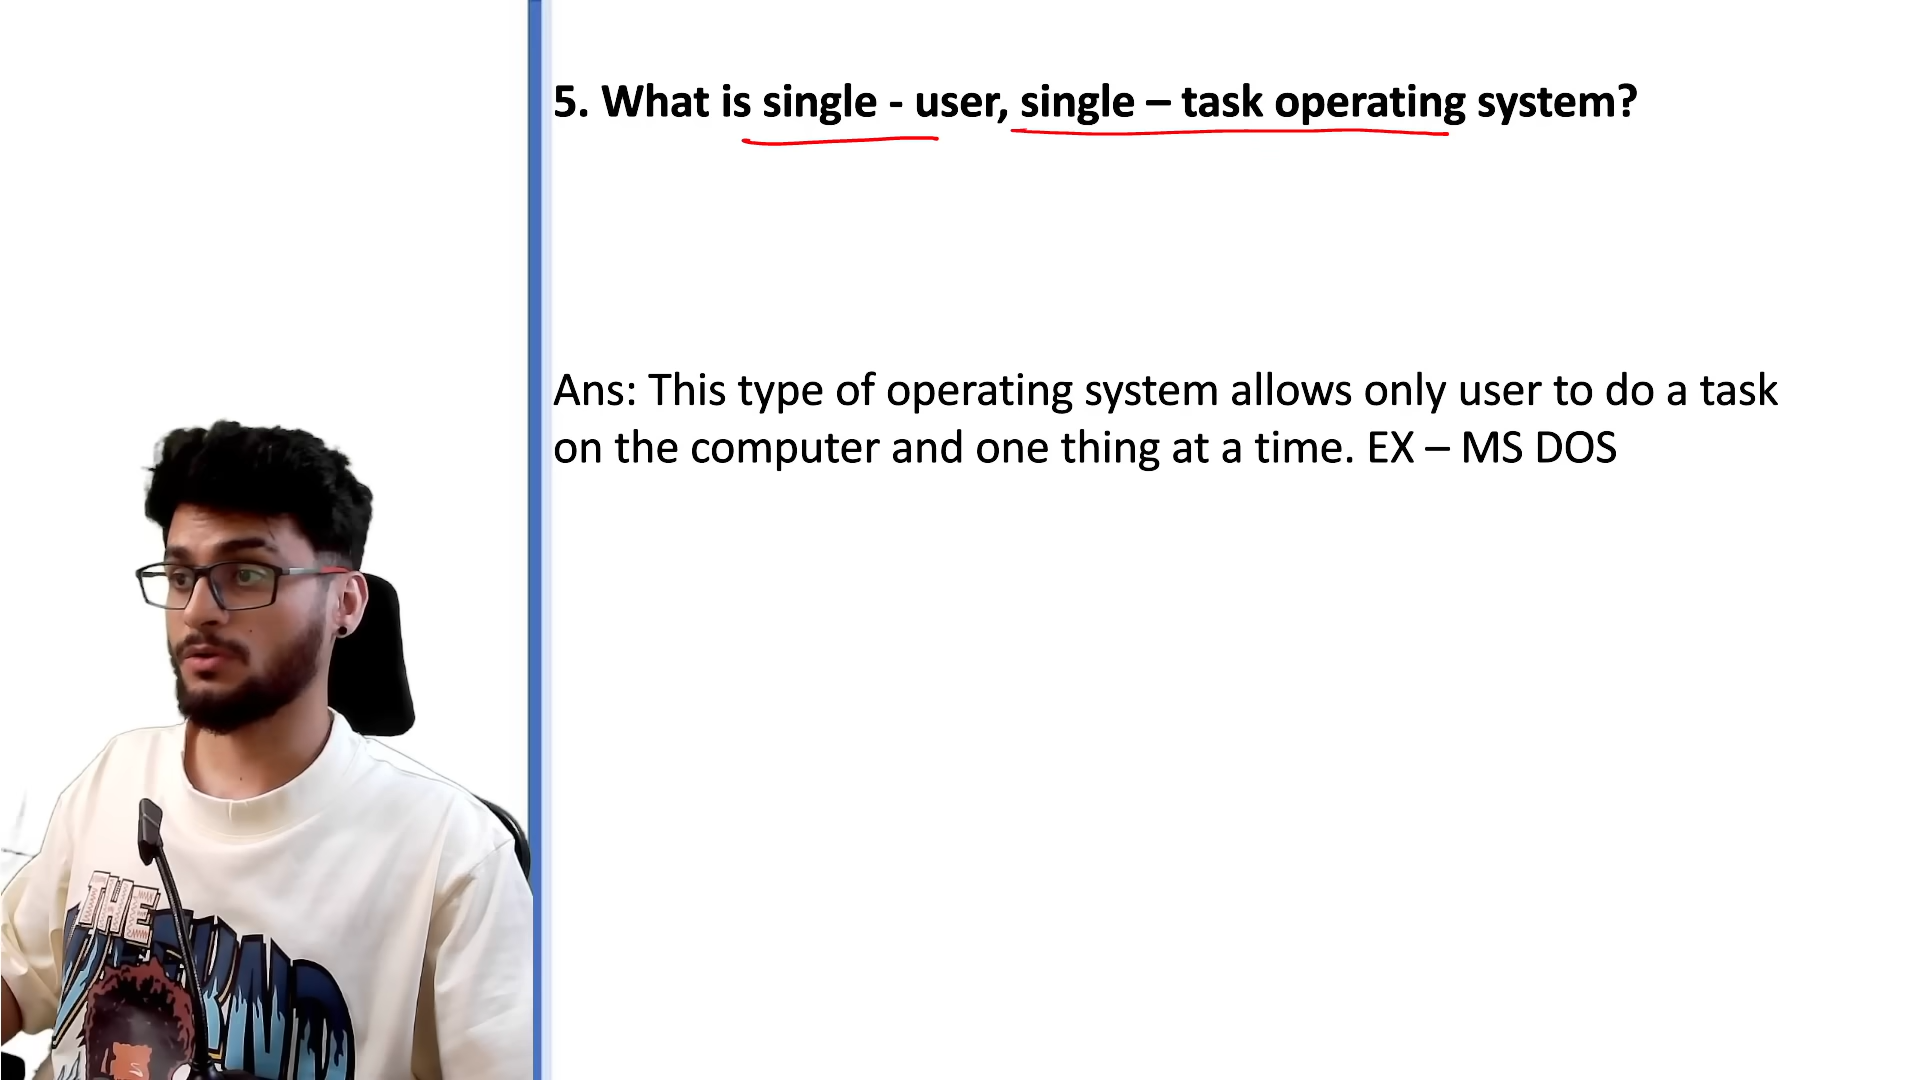 5. What is single - user, single – task operating system?
Ans: This type of operating system allows only user to do a task
on the computer and one thing at a time. EX – MS DOS
THE